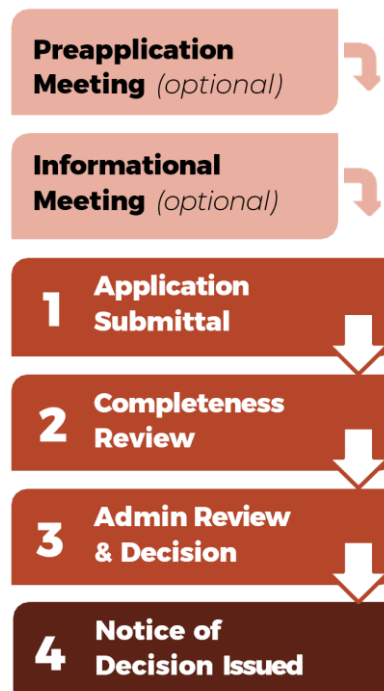 Preapplication
Meeting (optional)
Informational
Meeting (optional)
1 Application
Submittal
2 Completeness
Review
3 Admin Review
& Decision
4 Notice of
Decision Issued